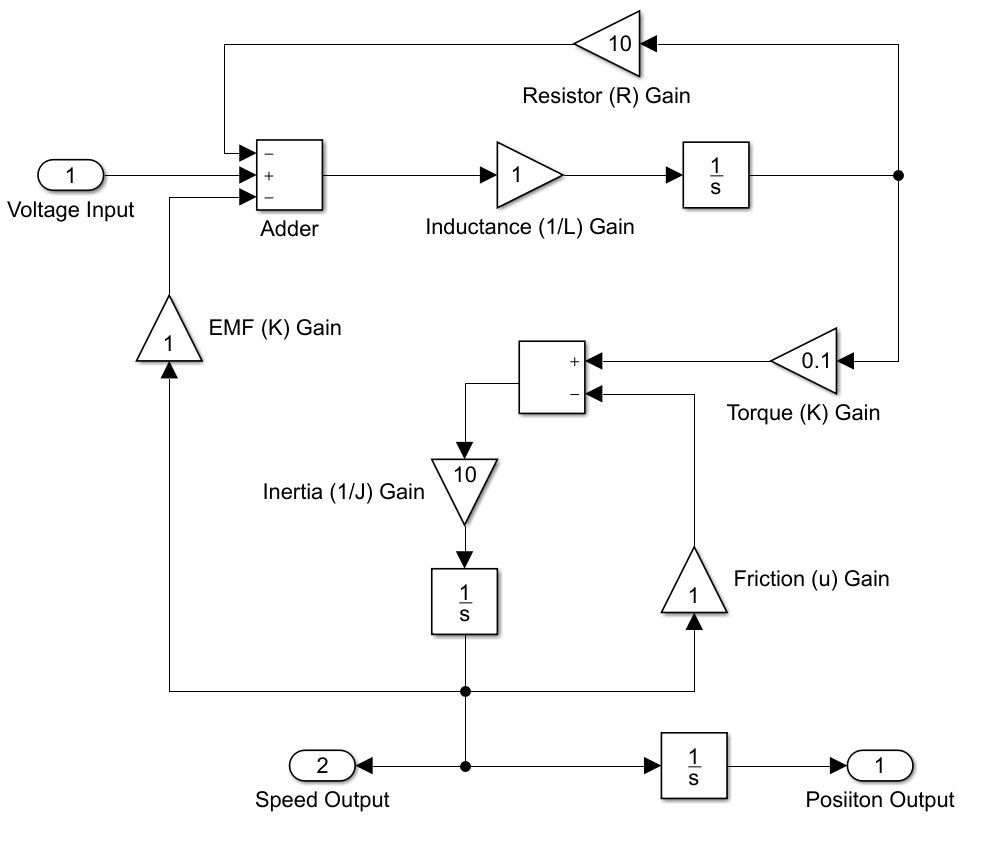 10
Resistor (R) Gain
−
1
+
1
1
s
−
Voltage Input
Adder
Inductance (1/L) Gain
EMF (K) Gain
1
+
0.1
−
Torque (K) Gain
10
Inertia (1/J) Gain
1
s
Friction (u) Gain
1
2
1
s
1
Speed Output
Posiiton Output